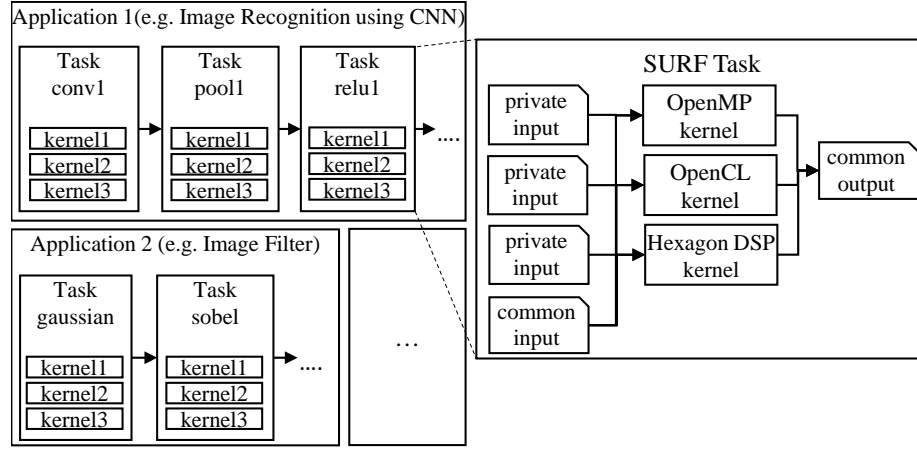 Application 1(e.g. Image Recognition using CNN)
Task
conv1
kernel1
kernel2
kernel3
Task
pool1
kernel1
kernel2
kernel3
Task
relu1
kernel1
kernel2
kernel3
....
Application 2 (e.g. Image Filter)
Task
gaussian
kernel1
kernel2
kernel3
Task
sobel
kernel1
kernel2
kernel3
....
...
SURF Task
private
input
private
input
private
input
common
input
OpenMP
kernel
OpenCL
kernel
Hexagon DSP
kernel
common
output